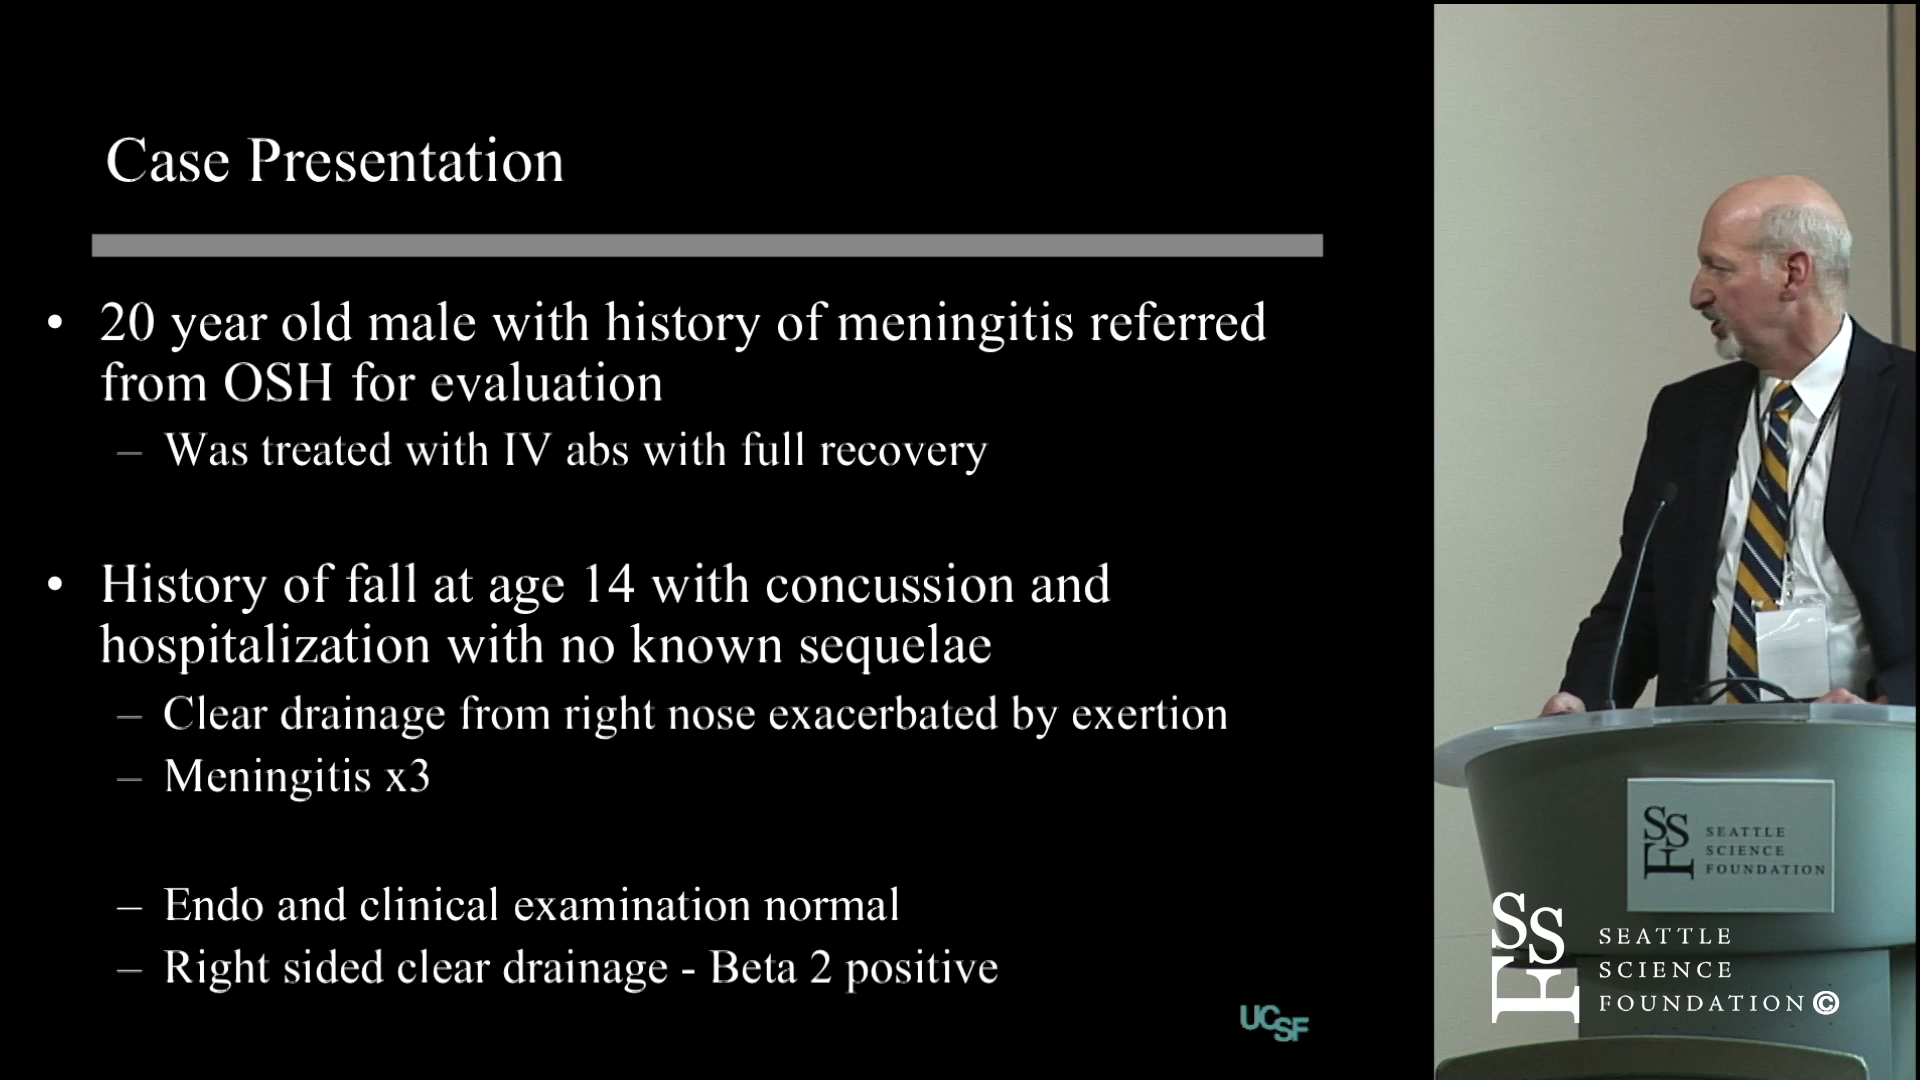 Case Presentation
• 20 year old male with history of meningitis referred
from OSH for evaluation
– Was treated with IV abs with full recovery
• History of fall at age 14 with concussion and
hospitalization with no known sequelae
– Clear drainage from right nose exacerbated by exertion
– Meningitis x3
– Endo and clinical examination normal
– Right sided clear drainage - Beta 2 positive
UCSF
SSF
SEATTLE
SCIENCE
FOUNDATION
SSF
SEATTLE
SCIENCE
FOUNDATION©